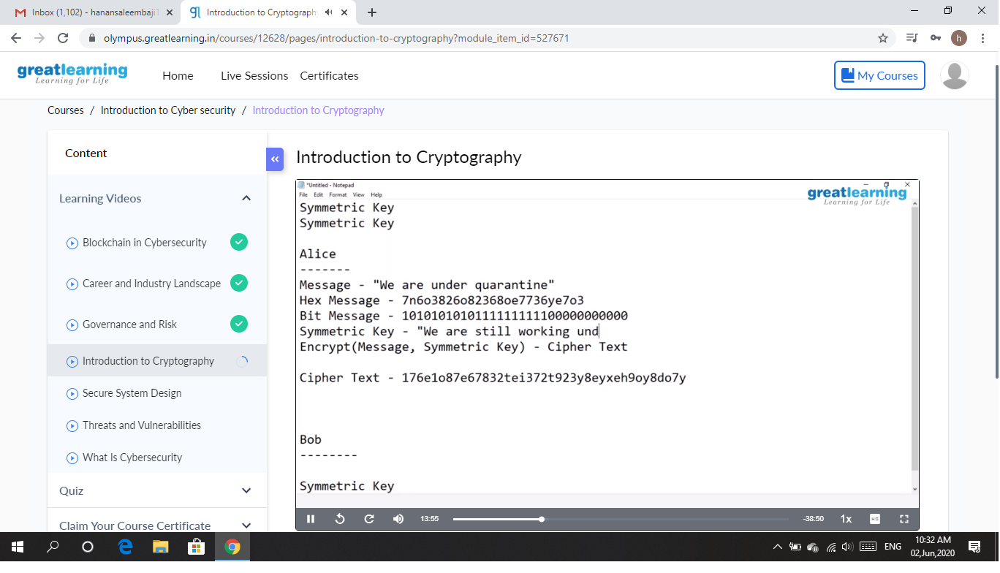 Inbox (1,102) - hanansaleembaji1
Introduction to Cryptography
olympus.greatlearning.in/courses/12628/pages/introduction-to-cryptography?module_item_id=527671
h
greatlearning
Learning for Life
Home Live Sessions Certificates
My Courses
Courses / Introduction to Cyber security / Introduction to Cryptography
Content
Learning Videos
Blockchain in Cybersecurity
Career and Industry Landscape
Governance and Risk
Introduction to Cryptography
Secure System Design
Threats and Vulnerabilities
What Is Cybersecurity
Quiz
Claim Your Course Certificate
Introduction to Cryptography
*Untitled - Notepad
File Edit Format View Help
greatlearning
Learning for Life
Symmetric Key
Symmetric Key
Alice
-------
Message - "We are under quarantine"
Hex Message - 7n6o3826o82368oe7736ye7o3
Bit Message - 1010101010111111111100000000000
Symmetric Key - "We are still working und
Encrypt(Message, Symmetric Key) - Cipher Text
Cipher Text - 176e1o87e67832tei372t923y8eyxeh9oy8do7y
Bob
--------
Symmetric Key
13:55 -38:50 1x HD
ENG
10:32 AM
02,Jun,2020